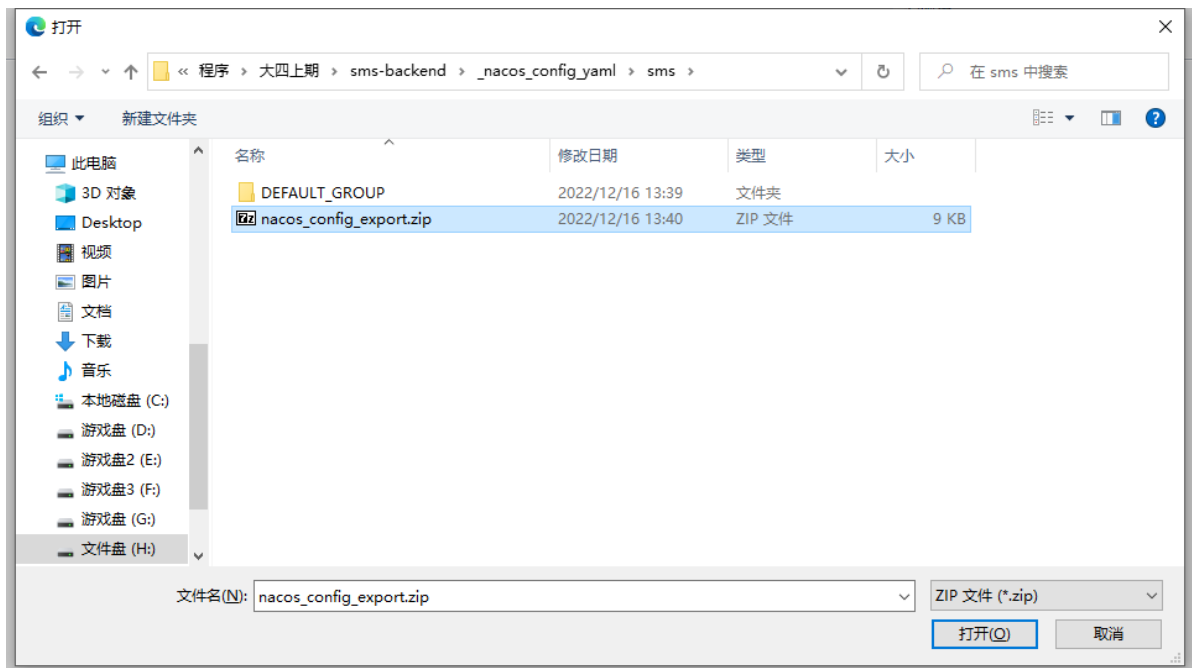 打开
« 程序 › 大四上期 › sms-backend › _nacos_config_yaml › sms ›
在 sms 中搜索
组织 新建文件夹
此电脑
3D 对象
Desktop
视频
图片
文档
下载
音乐
本地磁盘 (C:)
游戏盘 (D:)
游戏盘2 (E:)
游戏盘3 (F:)
游戏盘 (G:)
文件盘 (H:)
名称 修改日期 类型 大小
DEFAULT_GROUP 2022/12/16 13:39 文件夹
nacos_config_export.zip 2022/12/16 13:40 ZIP 文件 9 KB
文件名(N): nacos_config_export.zip ZIP 文件 (*.zip)
打开(O) 取消